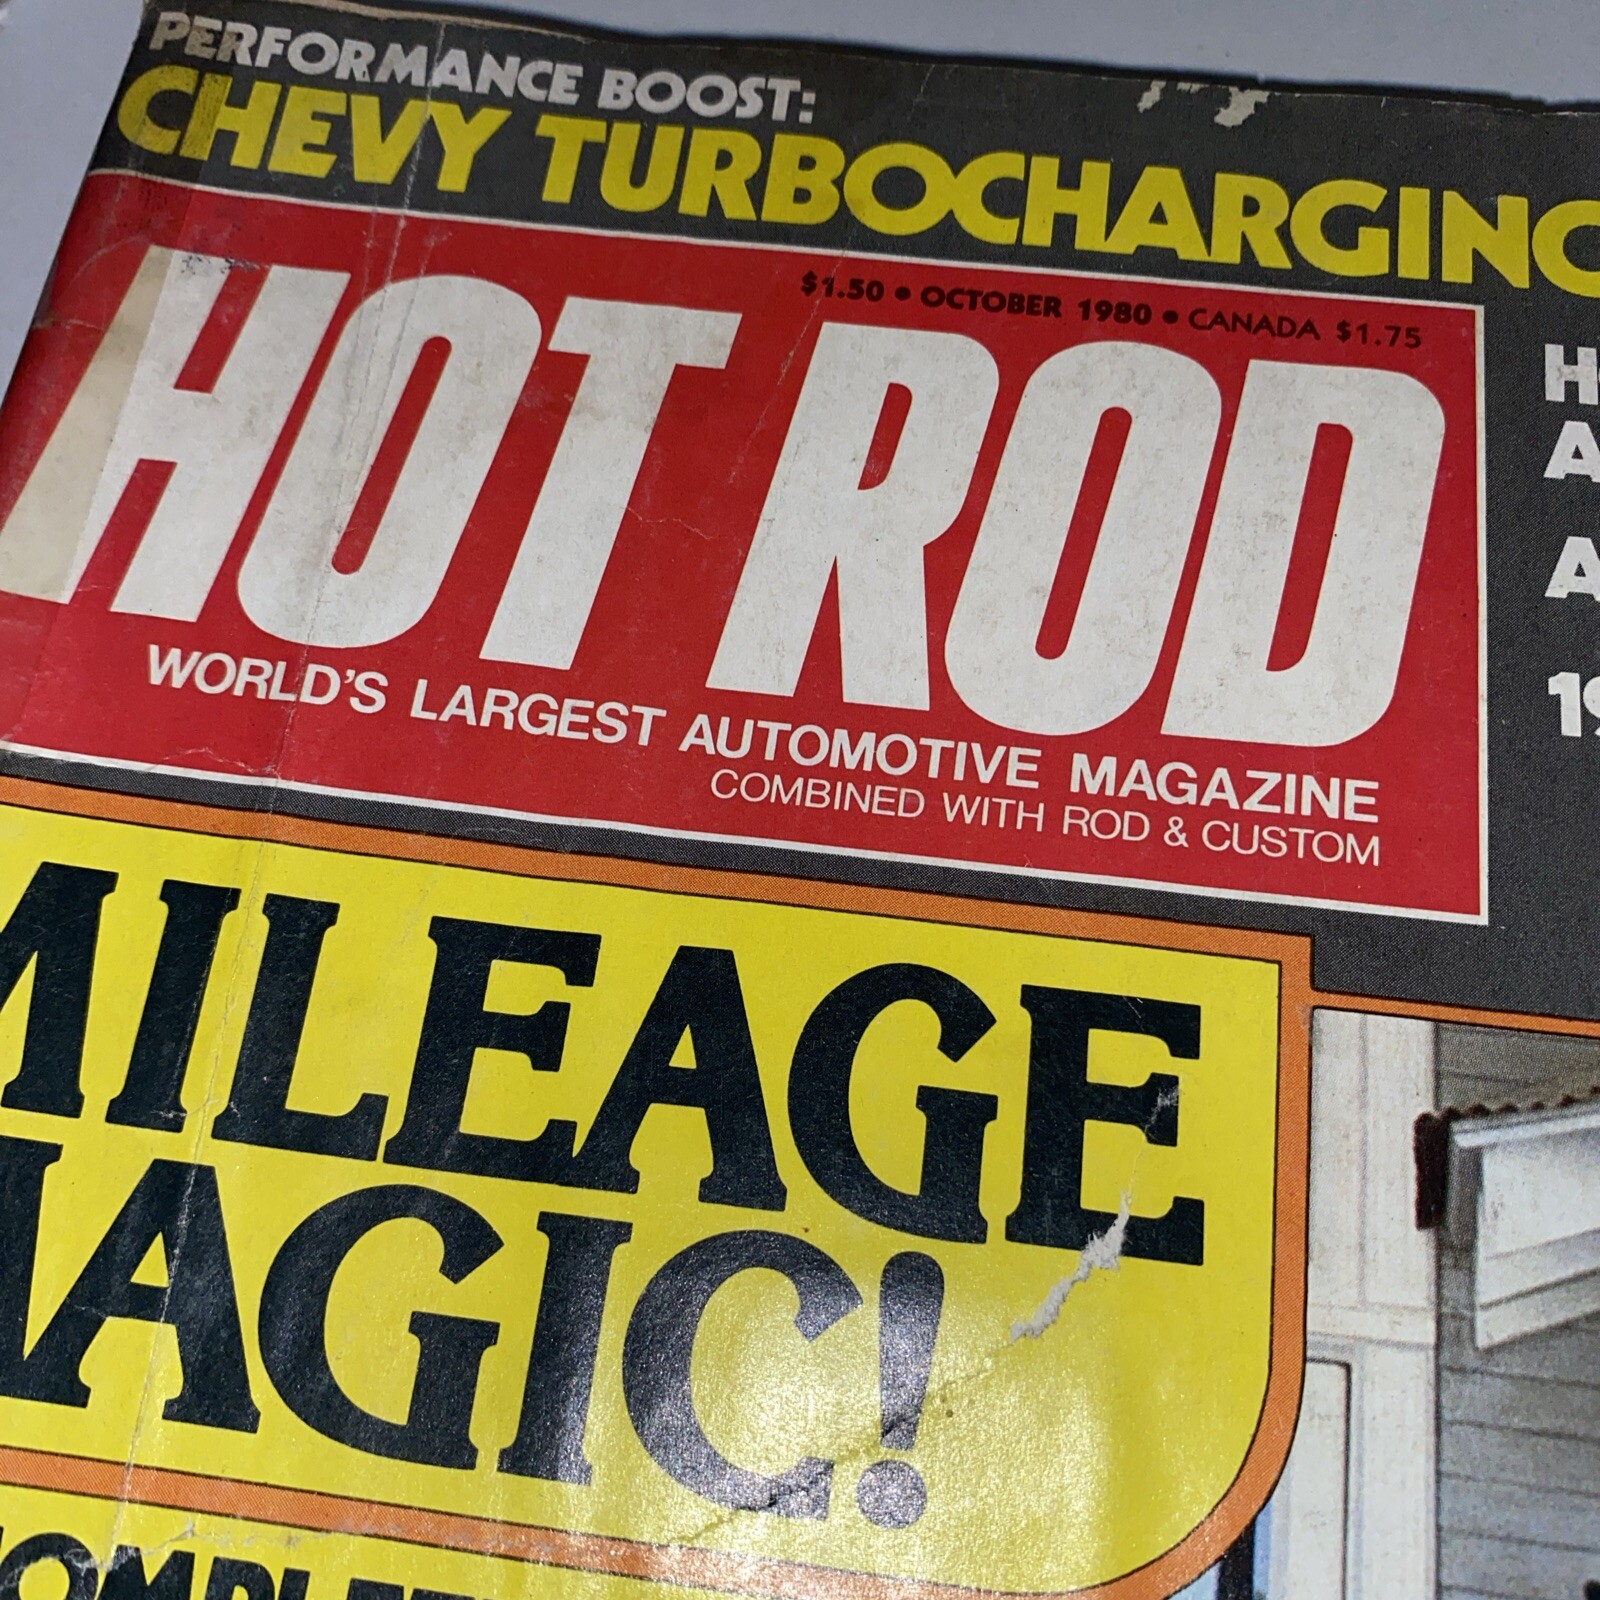 PERFORMANCE BOOST:
CHEVY TURBOCHARGING
$1.50 • OCTOBER 1980 • CANADA $1.75
HOT ROD
WORLD'S LARGEST AUTOMOTIVE MAGAZINE
COMBINED WITH ROD & CUSTOM
MILEAGE
MAGIC!